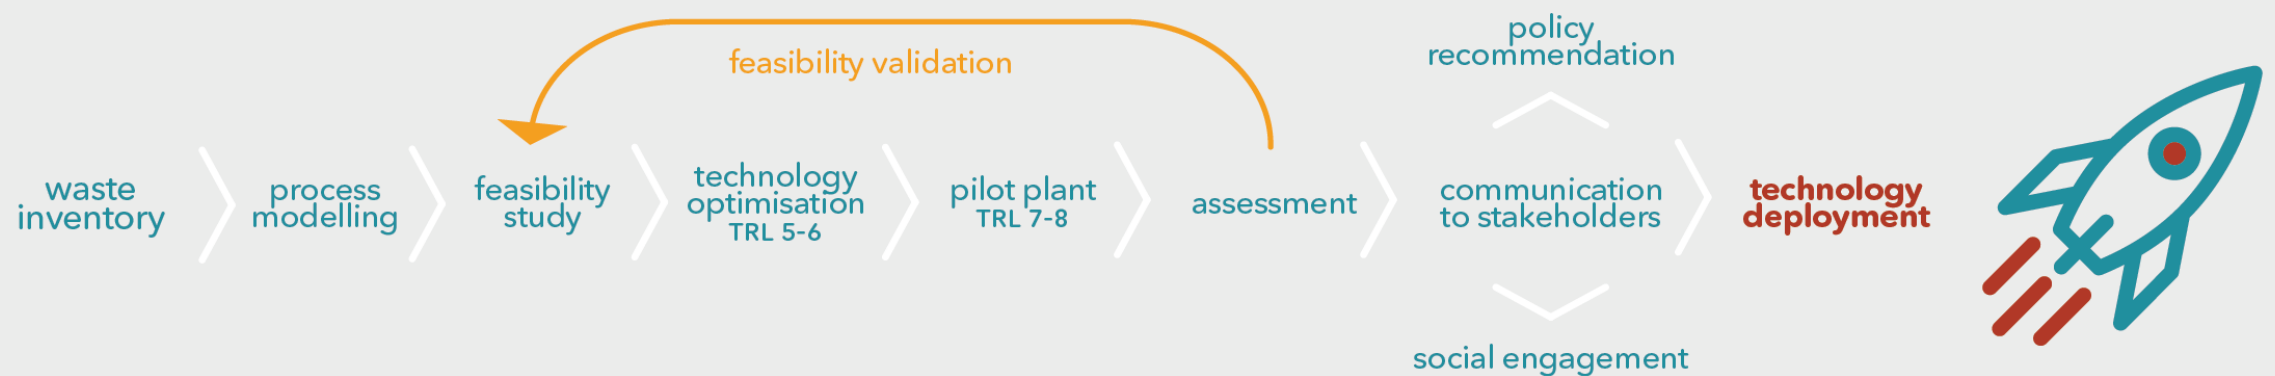 feasibility validation
waste
inventory
process
modelling
feasibility
study
technology
optimisation
TRL 5-6
pilot plant
TRL 7-8
assessment
policy
recommendation
communication
to stakeholders
social engagement
technology
deployment